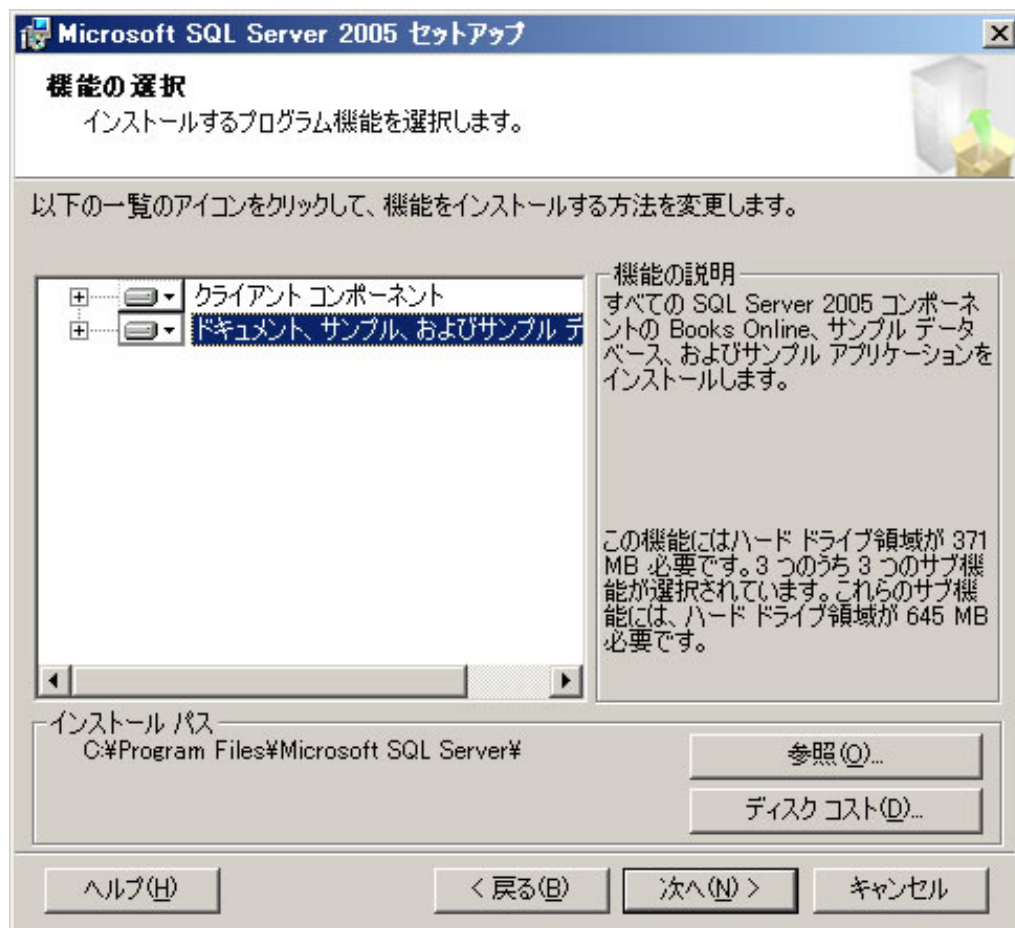 Microsoft SQL Server 2005 セットアップ
機能の選択
インストールするプログラム機能を選択します。
以下の一覧のアイコンをクリックして、機能をインストールする方法を変更します。
クライアント コンポーネント
ドキュメント、サンプル、およびサンプル デ
機能の説明
すべての SQL Server 2005 コンポーネ
ントの Books Online、サンプル データ
ベース、およびサンプル アプリケーションを
インストールします。
この機能にはハード ドライブ領域が 371
MB 必要です。3 つのうち 3 つのサブ機
能が選択されています。これらのサブ機
能には、ハード ドライブ領域が 645 MB
必要です。
インストール パス
C:¥Program Files¥Microsoft SQL Server¥
参照(O)...
ディスク コスト(D)...
ヘルプ(H)
< 戻る(B)
次へ(N) >
キャンセル